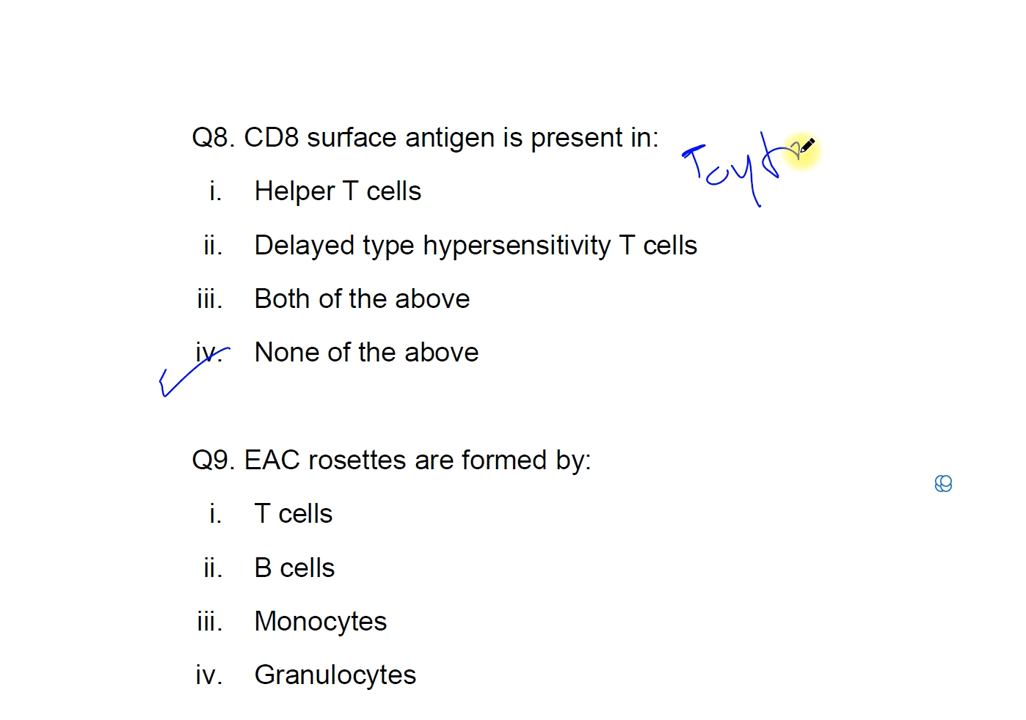 Q8. CD8 surface antigen is present in:
Tcyt
i. Helper T cells
ii. Delayed type hypersensitivity T cells
iii. Both of the above
iv. None of the above
Q9. EAC rosettes are formed by:
i. T cells
ii. B cells
iii. Monocytes
iv. Granulocytes